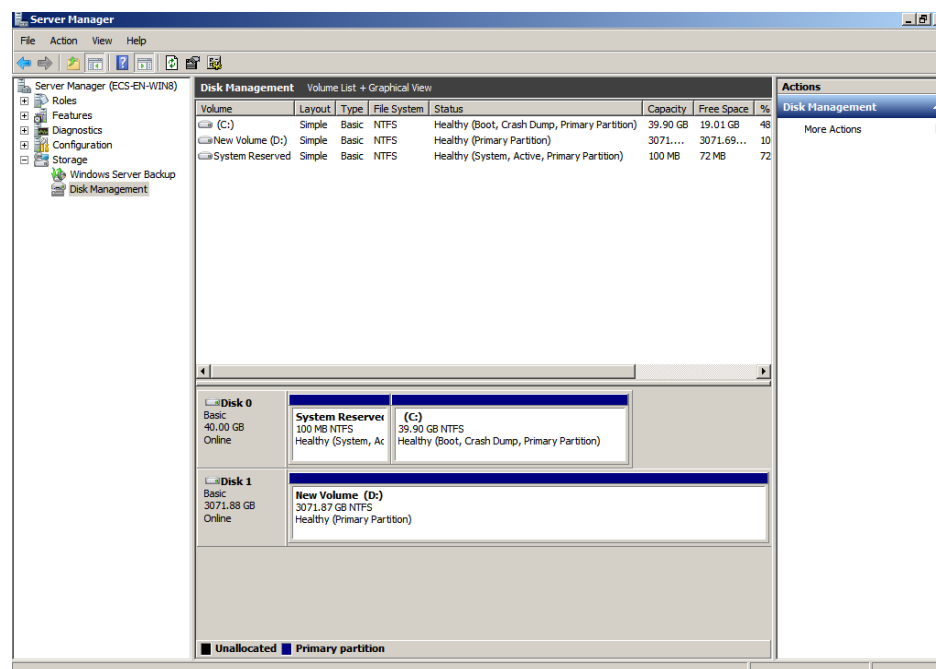 Server Manager
File Action View Help
Server Manager (ECS-EN-WIN8)
Roles
Features
Diagnostics
Configuration
Storage
Windows Server Backup
Disk Management
Disk Management Volume List + Graphical View
Volume Layout Type File System Status Capacity Free Space %
(C:) Simple Basic NTFS Healthy (Boot, Crash Dump, Primary Partition) 39.90 GB 19.01 GB 48
New Volume (D:) Simple Basic NTFS Healthy (Primary Partition) 3071.... 3071.69... 10
System Reserved Simple Basic NTFS Healthy (System, Active, Primary Partition) 100 MB 72 MB 72
Disk 0
Basic
40.00 GB
Online
System Reserve
100 MB NTFS
Healthy (System, Ac
(C:)
39.90 GB NTFS
Healthy (Boot, Crash Dump, Primary Partition)
Disk 1
Basic
3071.88 GB
Online
New Volume (D:)
3071.87 GB NTFS
Healthy (Primary Partition)
Unallocated Primary partition
Actions
Disk Management
More Actions